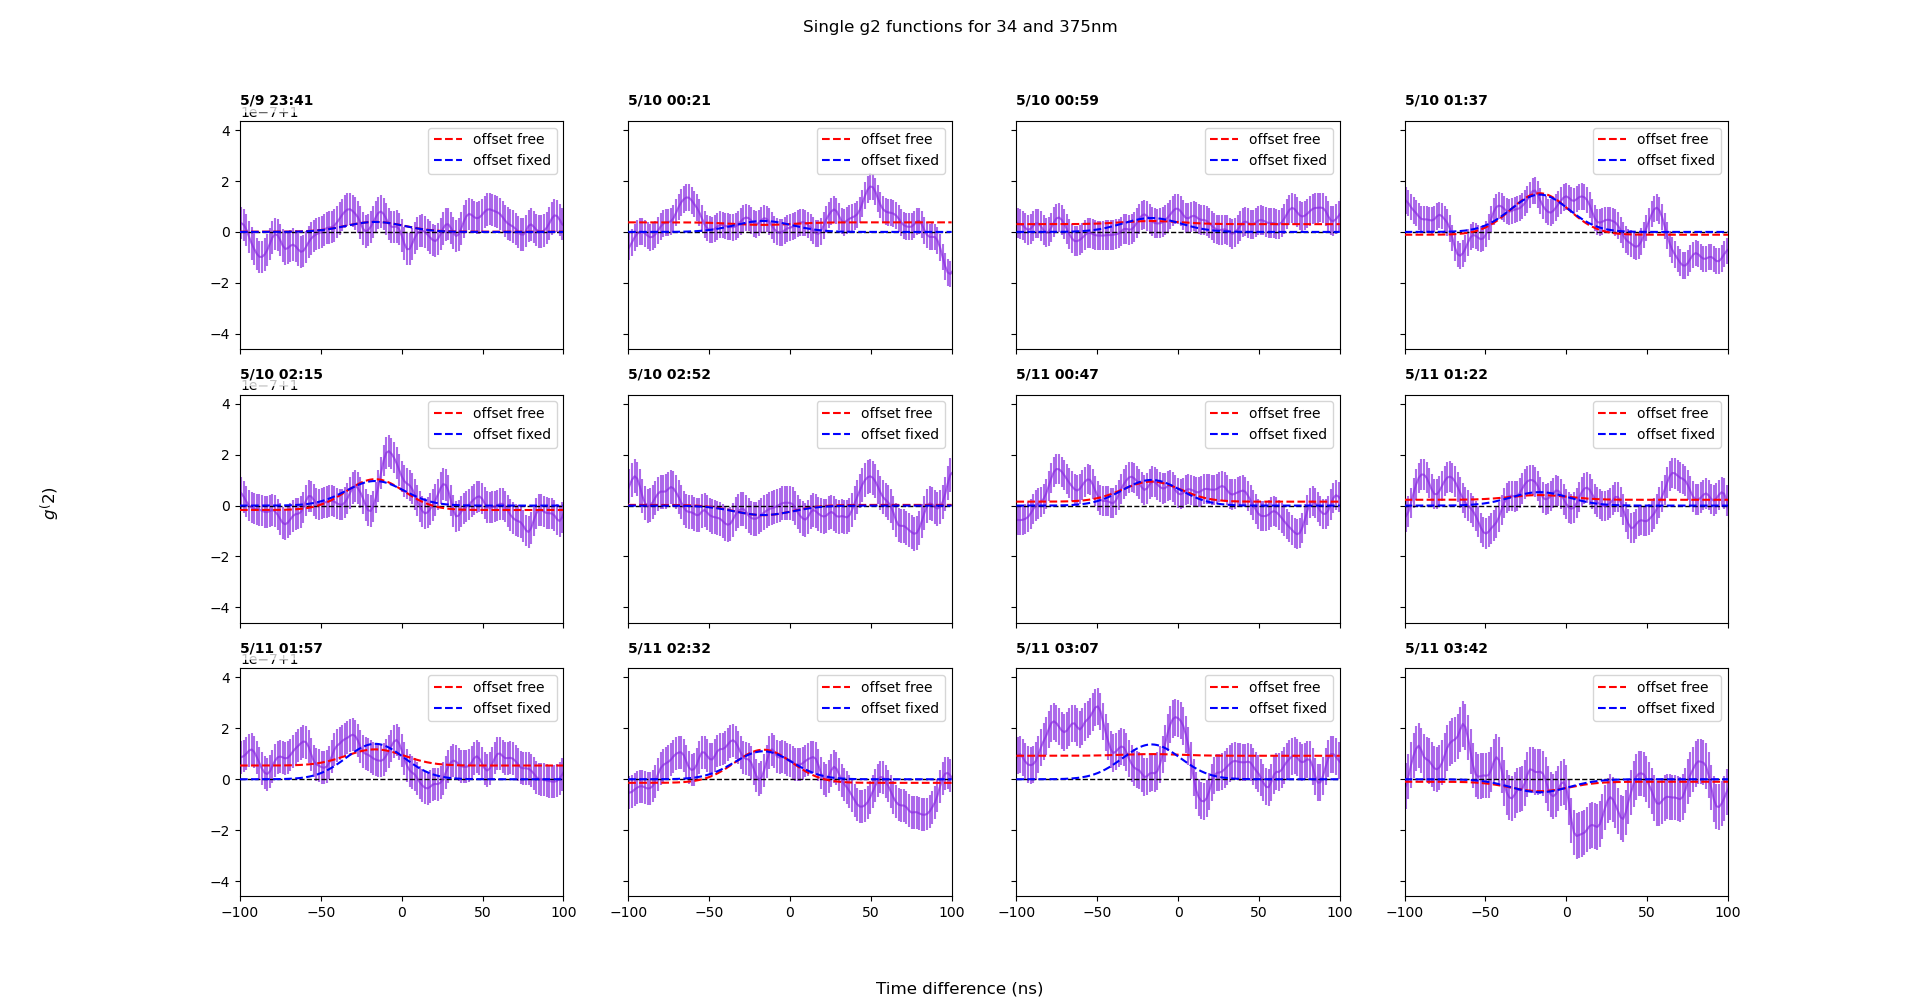 Single g2 functions for 34 and 375nm
5/9 23:41
5/10 00:21
5/10 00:59
5/10 01:37
1e−7+1
4
2
0
−2
−4
offset free
offset fixed
offset free
offset fixed
offset free
offset fixed
offset free
offset fixed
5/10 02:15
5/10 02:52
5/11 00:47
5/11 01:22
1e−7+1
4
2
0
−2
−4
offset free
offset fixed
offset free
offset fixed
offset free
offset fixed
offset free
offset fixed
g⁽2)
5/11 01:57
5/11 02:32
5/11 03:07
5/11 03:42
1e−7+1
4
2
0
−2
−4
offset free
offset fixed
offset free
offset fixed
offset free
offset fixed
offset free
offset fixed
−100 −50 0 50 100
−100 −50 0 50 100
−100 −50 0 50 100
−100 −50 0 50 100
Time difference (ns)